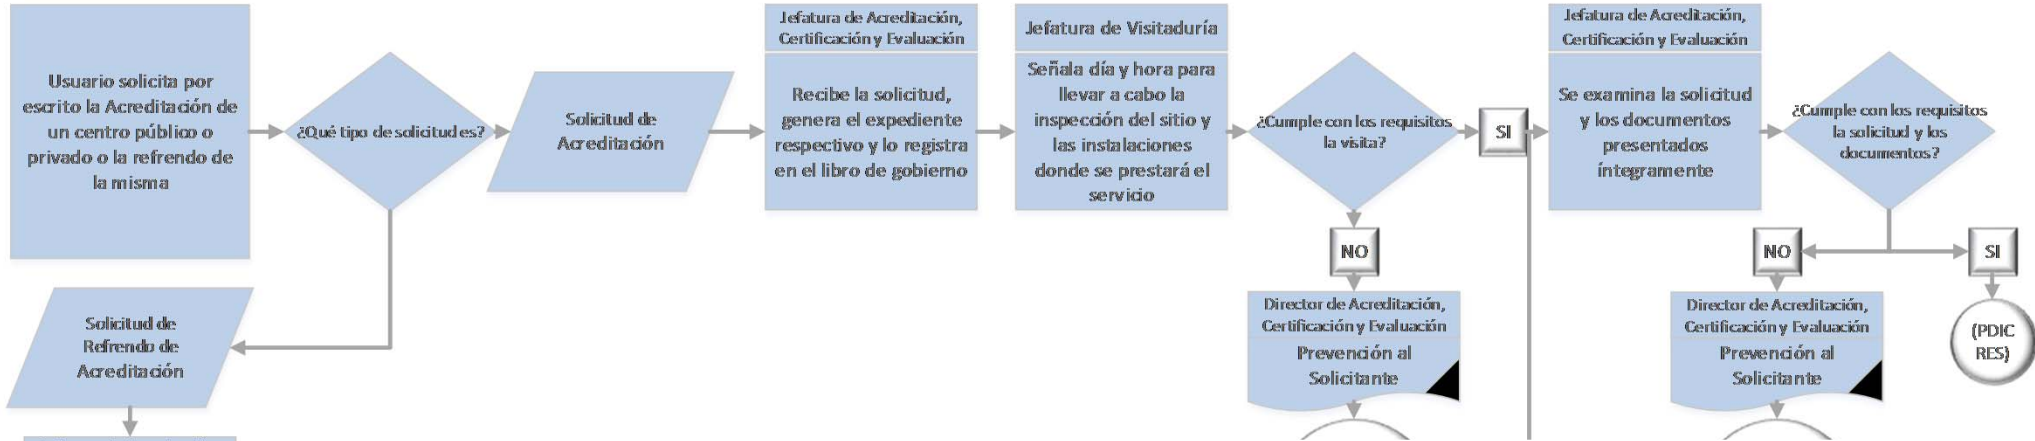 Usuario solicita por
escrito la Acreditación de
un centro público o
privado o la refrendo de
la misma
¿Qué tipo de solicitud es?
Solicitud de
Acreditación
Jefatura de Acreditación,
Certificación y Evaluación
Recibe la solicitud,
genera el expediente
respectivo y lo registra
en el libro de gobierno
Jefatura de Visitaduría
Señala día y hora para
llevar a cabo la
inspección del sitio y
las instalaciones
donde se prestará el
servicio
¿Cumple con los requisitos
la visita?
SI
Jefatura de Acreditación,
Certificación y Evaluación
Se examina la solicitud
y los documentos
presentados
íntegramente
¿Cumple con los requisitos
la solicitud y los
documentos?
NO
NO
SI
Solicitud de
Refrendo de
Acreditación
Director de Acreditación,
Certificación y Evaluación
Prevención al
Solicitante
Director de Acreditación,
Certificación y Evaluación
Prevención al
Solicitante
(PDIC
RES)